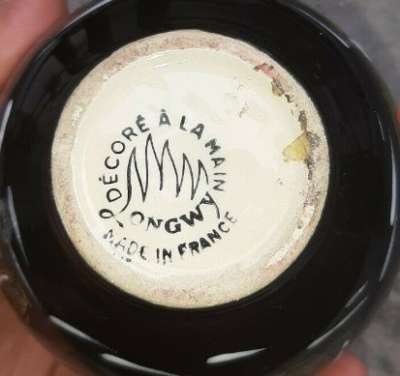 DÉCORÉ À LA MAIN
LONGWY
MADE IN FRANCE